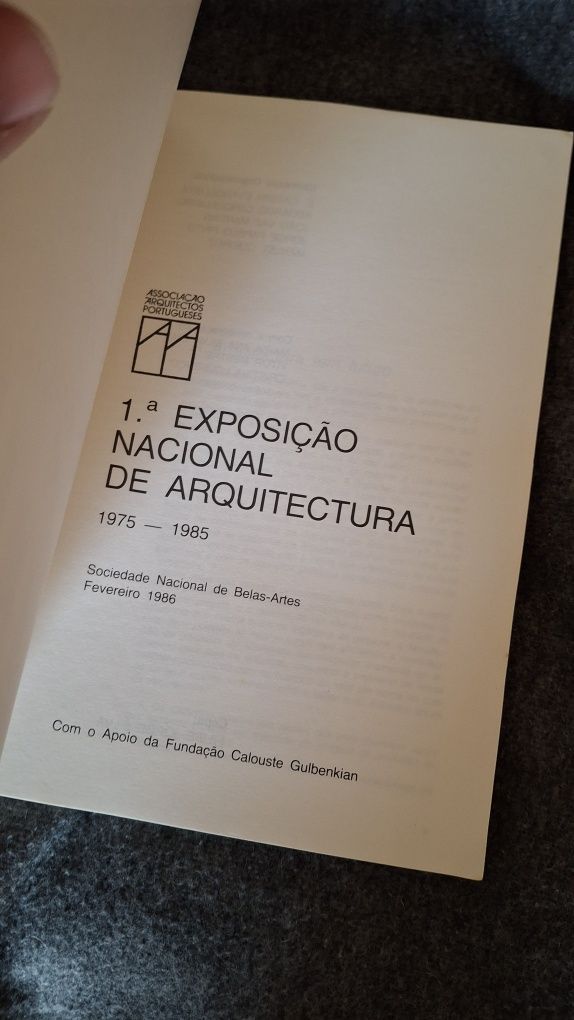 ASSOCIAÇÃO
ARQUITECTOS
PORTUGUESES
AA
1.ª EXPOSIÇÃO
NACIONAL
DE ARQUITECTURA
1975 — 1985
Sociedade Nacional de Belas-Artes
Fevereiro 1986
Com o Apoio da Fundação Calouste Gulbenkian